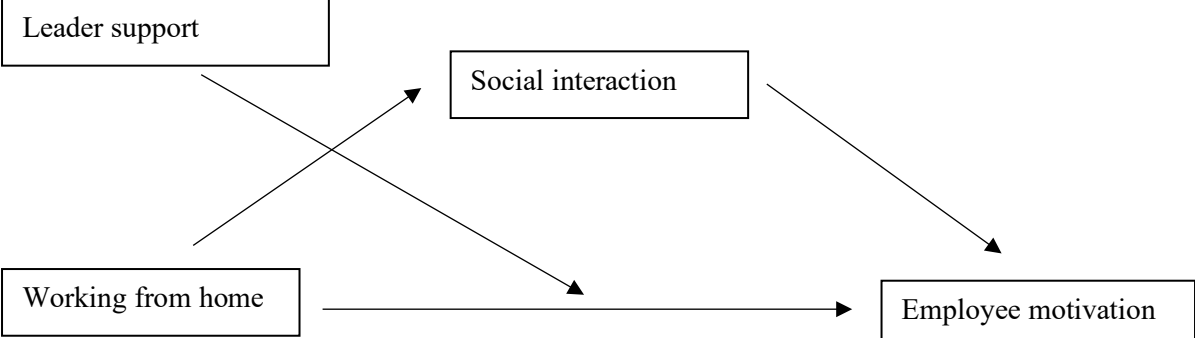 Leader support
Social interaction
Working from home
Employee motivation